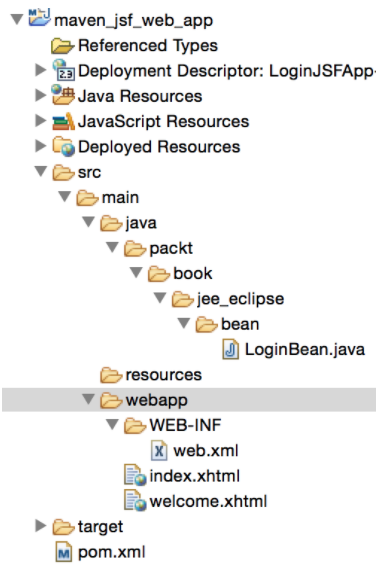 maven_jsf_web_app
Referenced Types
Deployment Descriptor: LoginJSFApp-
Java Resources
JavaScript Resources
Deployed Resources
src
main
java
packt
book
jee_eclipse
bean
LoginBean.java
resources
webapp
WEB-INF
web.xml
index.xhtml
welcome.xhtml
target
pom.xml